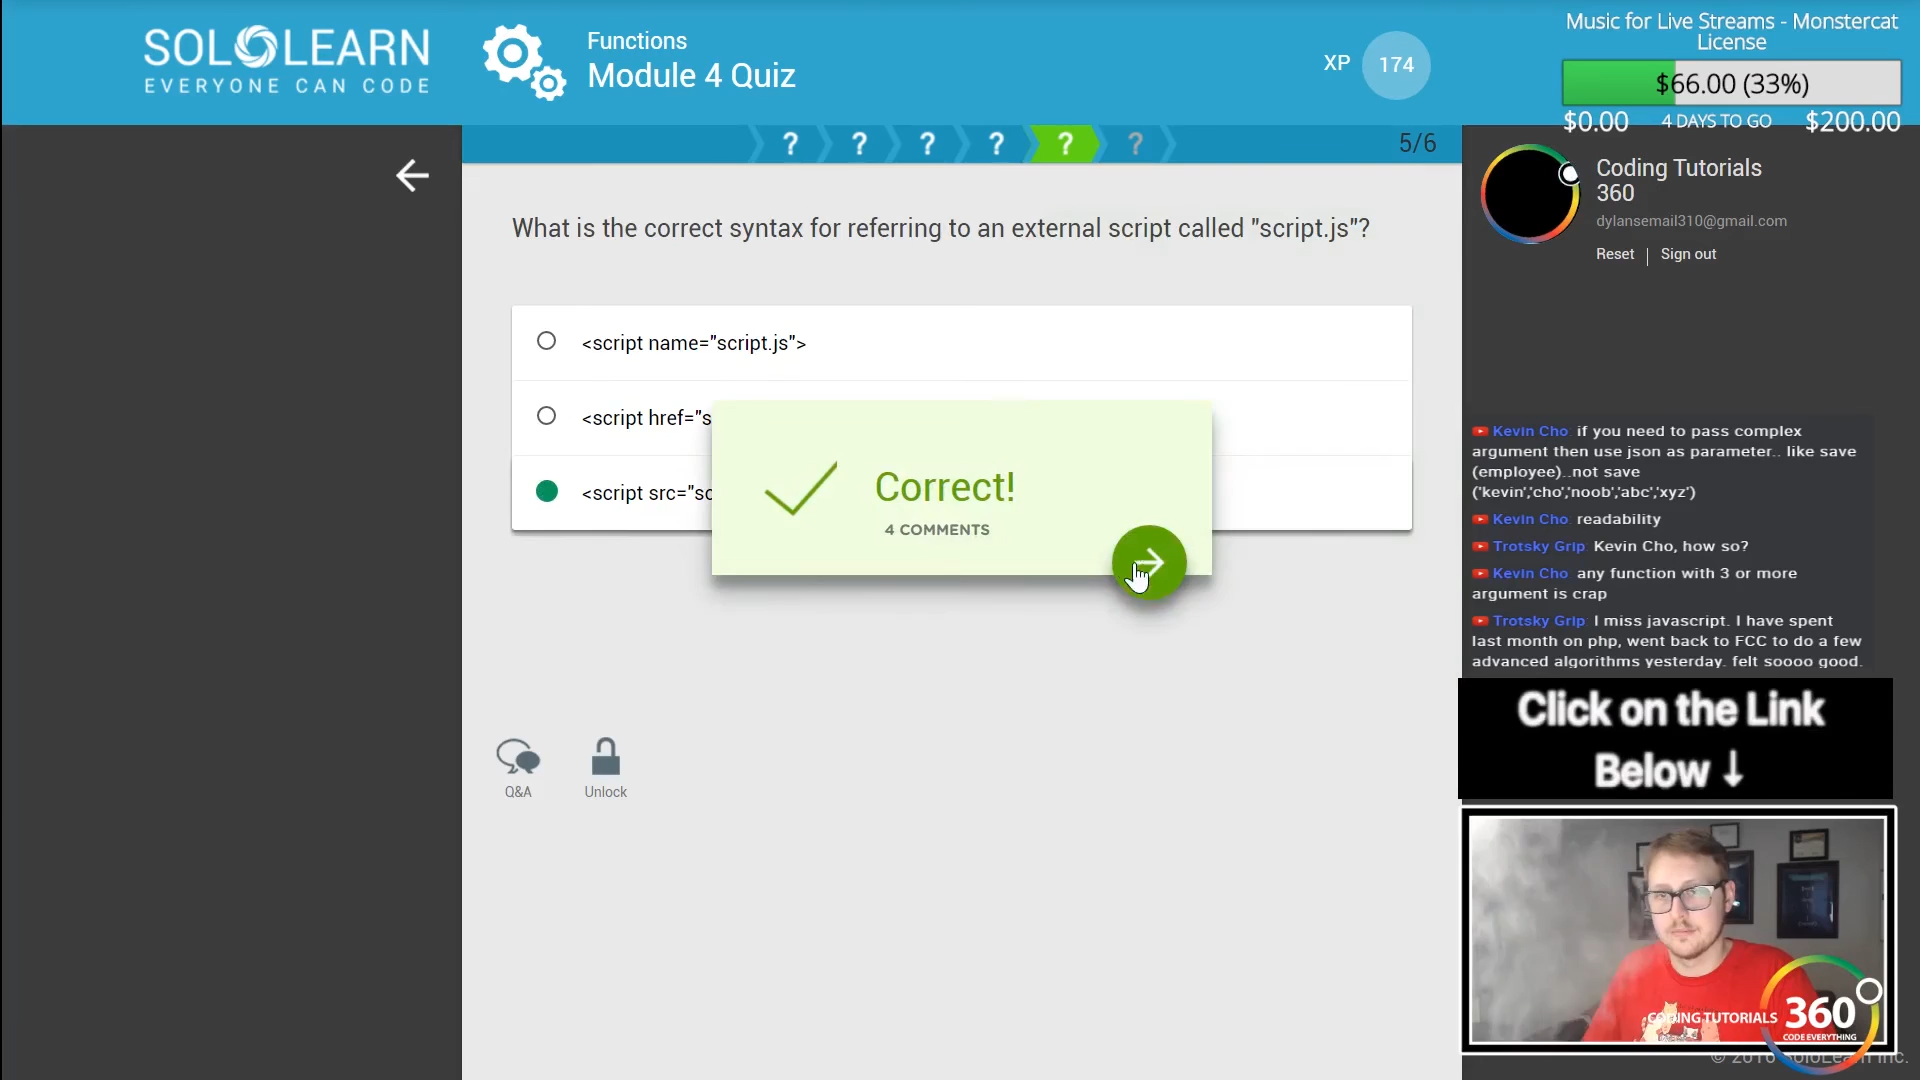 SOLOLEARN
EVERYONE CAN CODE
Functions
Module 4 Quiz
XP 174
Music for Live Streams - Monstercat
License
$66.00 (33%)
$0.00 4 DAYS TO GO $200.00
? ? ? ? ? ?
5/6
Coding Tutorials
360
dylansemail310@gmail.com
Reset | Sign out
What is the correct syntax for referring to an external script called "script.js"?
<script name="script.js">
<script href="s
<script src="sc
Correct!
4 COMMENTS
Q&A
Unlock
Kevin Cho: if you need to pass complex
argument then use json as parameter.. like save
(employee)..not save
('kevin','cho','noob','abc','xyz')
Kevin Cho: readability
Trotsky Grip: Kevin Cho, how so?
Kevin Cho: any function with 3 or more
argument is crap
Trotsky Grip: I miss javascript. I have spent
last month on php, went back to FCC to do a few
advanced algorithms yesterday. felt soooo good.
Click on the Link
Below ↓
CODING TUTORIALS 360
CODE EVERYTHING